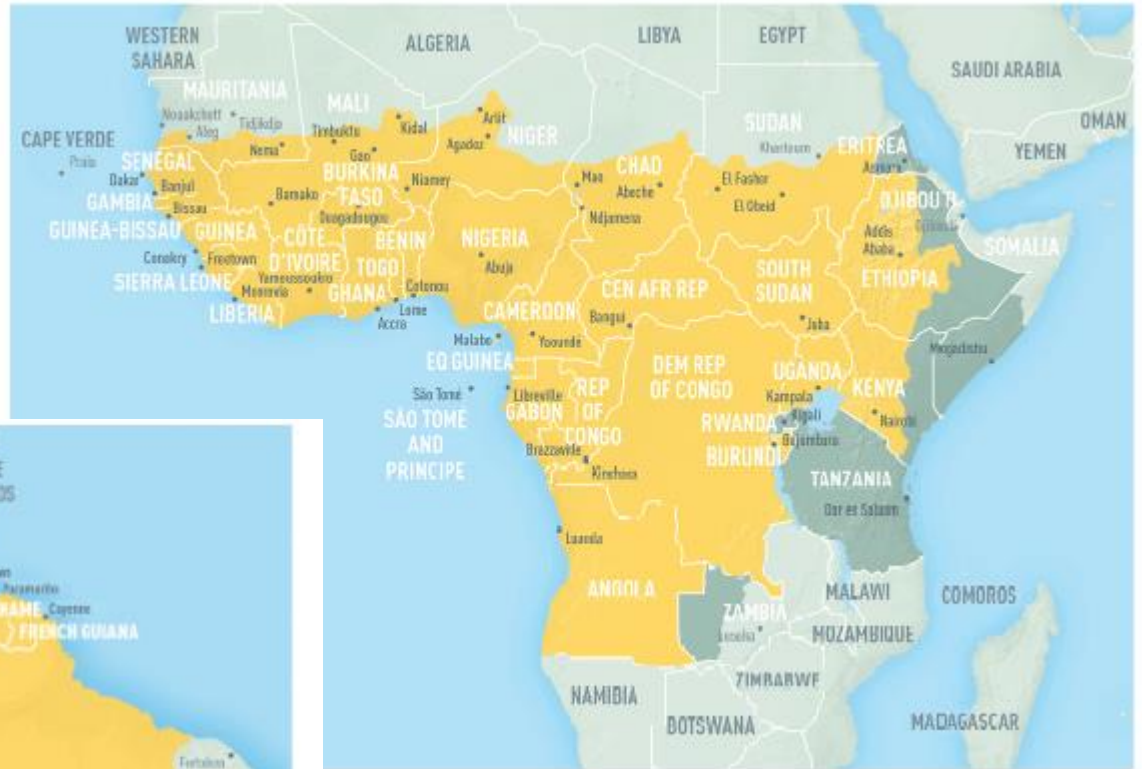 WESTERN
SAHARA
ALGERIA
LIBYA
EGYPT
SAUDI ARABIA
OMAN
YEMEN
MAURITANIA
Nouakchott
Aleg
Tidjikdja
Nema
MALI
Timbuktu
Kidal
Gao
Arlit
Agadez
NIGER
SUDAN
Khartoum
ERITREA
Asmara
CAPE VERDE
Praia
SENEGAL
Dakar
Banjul
GAMBIA
Bissau
GUINEA-BISSAU
GUINEA
Bamako
BURKINA
FASO
Ouagadougou
Niamey
CHAD
Mao
Abeche
Ndjamena
El Fasher
El Obeid
DJIBOUTI
Addis
Ababa
ETHIOPIA
SOMALIA
Conakry
Freetown
SIERRA LEONE
CÔTE
D'IVOIRE
Yamoussoukro
Monrovia
LIBERIA
GHANA
TOGO
BENIN
Cotonou
Lome
Accra
NIGERIA
Abuja
CAMEROON
Malabo
Yaoundé
EQ GUINEA
CEN AFR REP
Bangui
SOUTH
SUDAN
Juba
Mogadishu
São Tomé
SÃO TOMÉ
AND
PRINCIPE
Libreville
GABON
REP
OF
CONGO
Brazzaville
Kinshasa
DEM REP
OF CONGO
UGANDA
Kampala
KENYA
Nairobi
RWANDA
Kigali
Bujumbura
BURUNDI
TANZANIA
Dar es Salaam
Luanda
ANGOLA
ZAMBIA
Lusaka
MALAWI
MOZAMBIQUE
COMOROS
NAMIBIA
ZIMBABWE
BOTSWANA
MADAGASCAR
Paramaribo
NAME
Cayenne
FRENCH GUIANA
Fortaleza